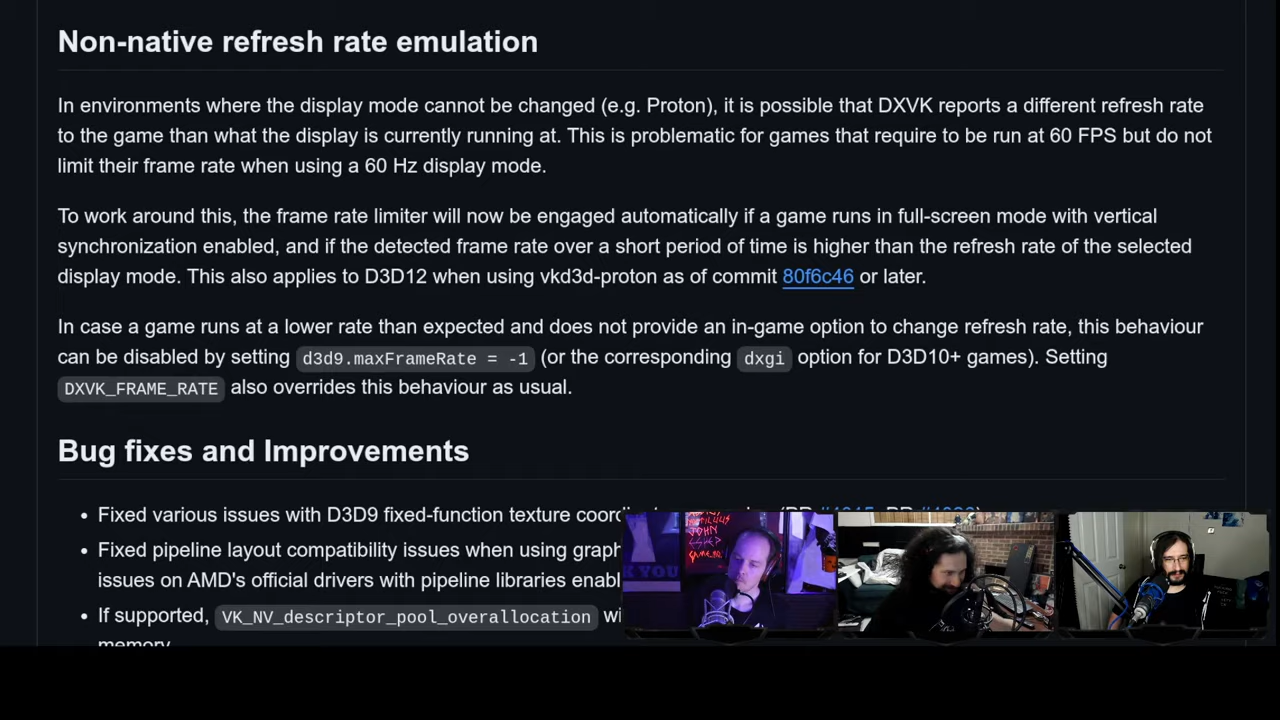 Non-native refresh rate emulation
In environments where the display mode cannot be changed (e.g. Proton), it is possible that DXVK reports a different refresh rate
to the game than what the display is currently running at. This is problematic for games that require to be run at 60 FPS but do not
limit their frame rate when using a 60 Hz display mode.
To work around this, the frame rate limiter will now be engaged automatically if a game runs in full-screen mode with vertical
synchronization enabled, and if the detected frame rate over a short period of time is higher than the refresh rate of the selected
display mode. This also applies to D3D12 when using vkd3d-proton as of commit 80f6c46 or later.
In case a game runs at a lower rate than expected and does not provide an in-game option to change refresh rate, this behaviour
can be disabled by setting d3d9.maxFrameRate = -1 (or the corresponding dxgi option for D3D10+ games). Setting
DXVK_FRAME_RATE also overrides this behaviour as usual.
Bug fixes and Improvements
• Fixed various issues with D3D9 fixed-function texture
• Fixed pipeline layout compatibility issues when using
issues on AMD's official drivers with pipeline libraries
• If supported, VK_NV_descriptor_pool_overallocation
memory
JOHN